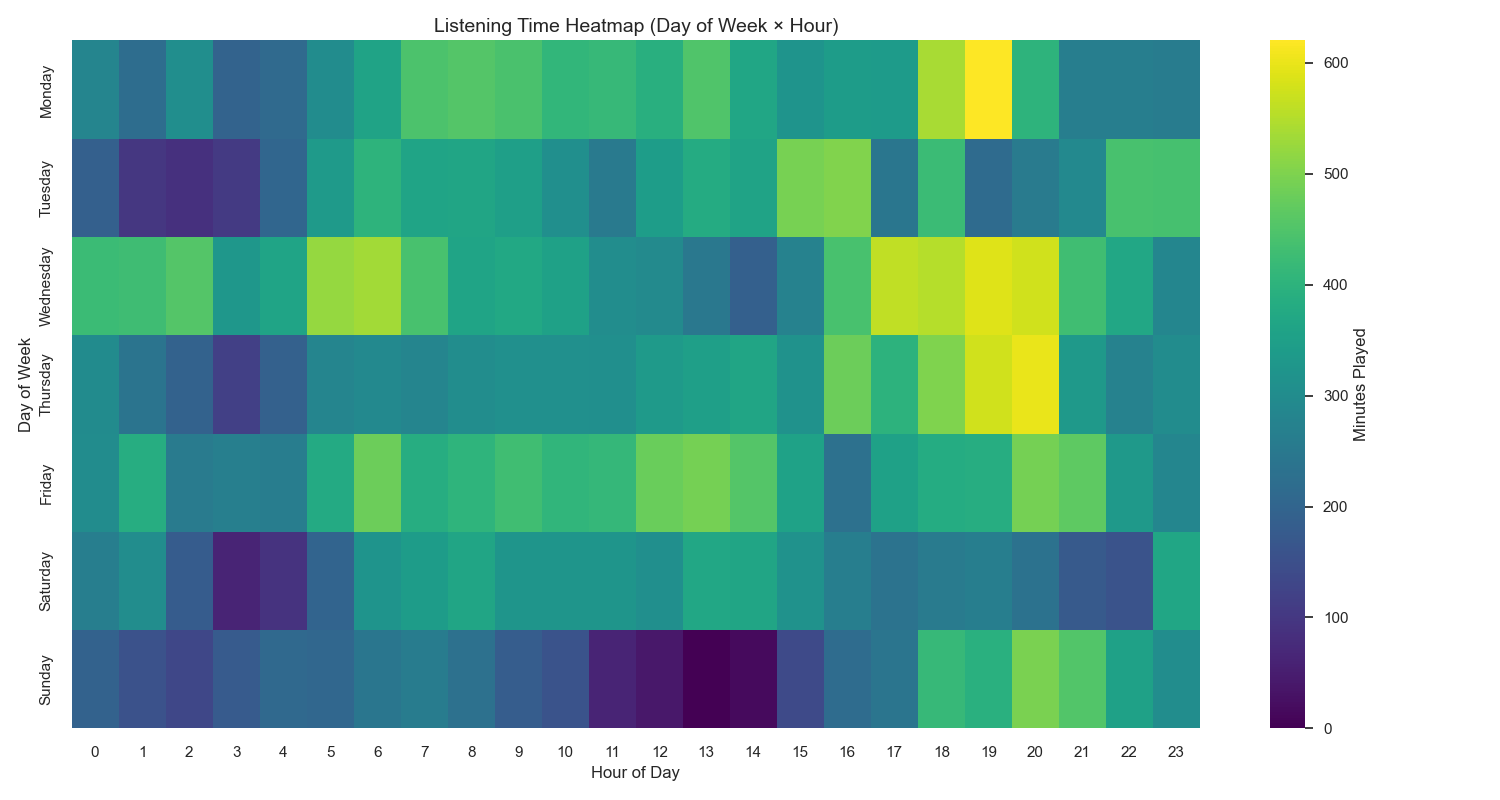 Listening Time Heatmap (Day of Week × Hour)
Day of Week
Monday
Tuesday
Wednesday
Thursday
Friday
Saturday
Sunday
0 1 2 3 4 5 6 7 8 9 10 11 12 13 14 15 16 17 18 19 20 21 22 23
Hour of Day
600
500
400
300
200
100
0
Minutes Played